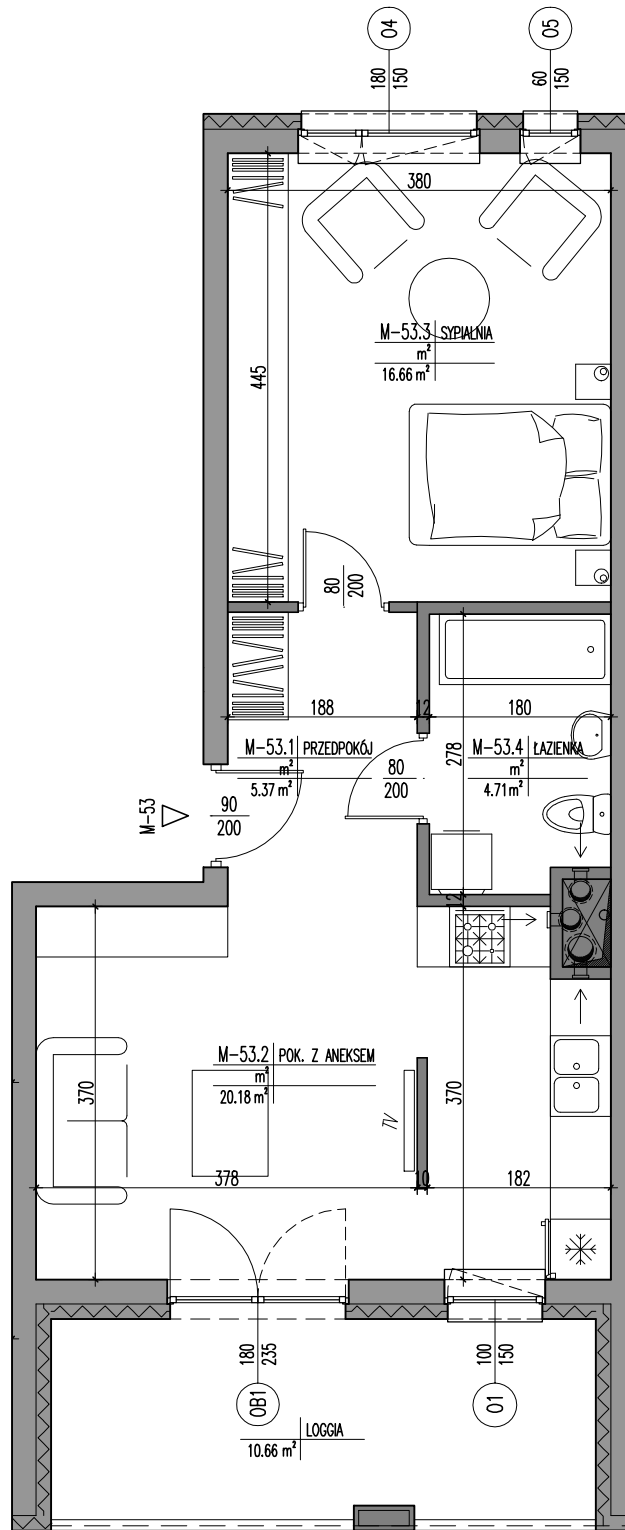 04
05
180
150
60
150
380
M-53.3 SYPIALNIA
m²
16.66 m²
445
80
200
188
12
180
M-53.1 PRZEDPOKÓJ
m²
5.37 m²
278
M-53.4 ŁAZIENKA
m²
4.71 m²
80
200
M-53
90
200
12
M-53.2 POK. Z ANEKSEM
m²
20.18 m²
370
370
TV
378
10
182
180
235
100
150
OB1
01
LOGGIA
10.66 m²